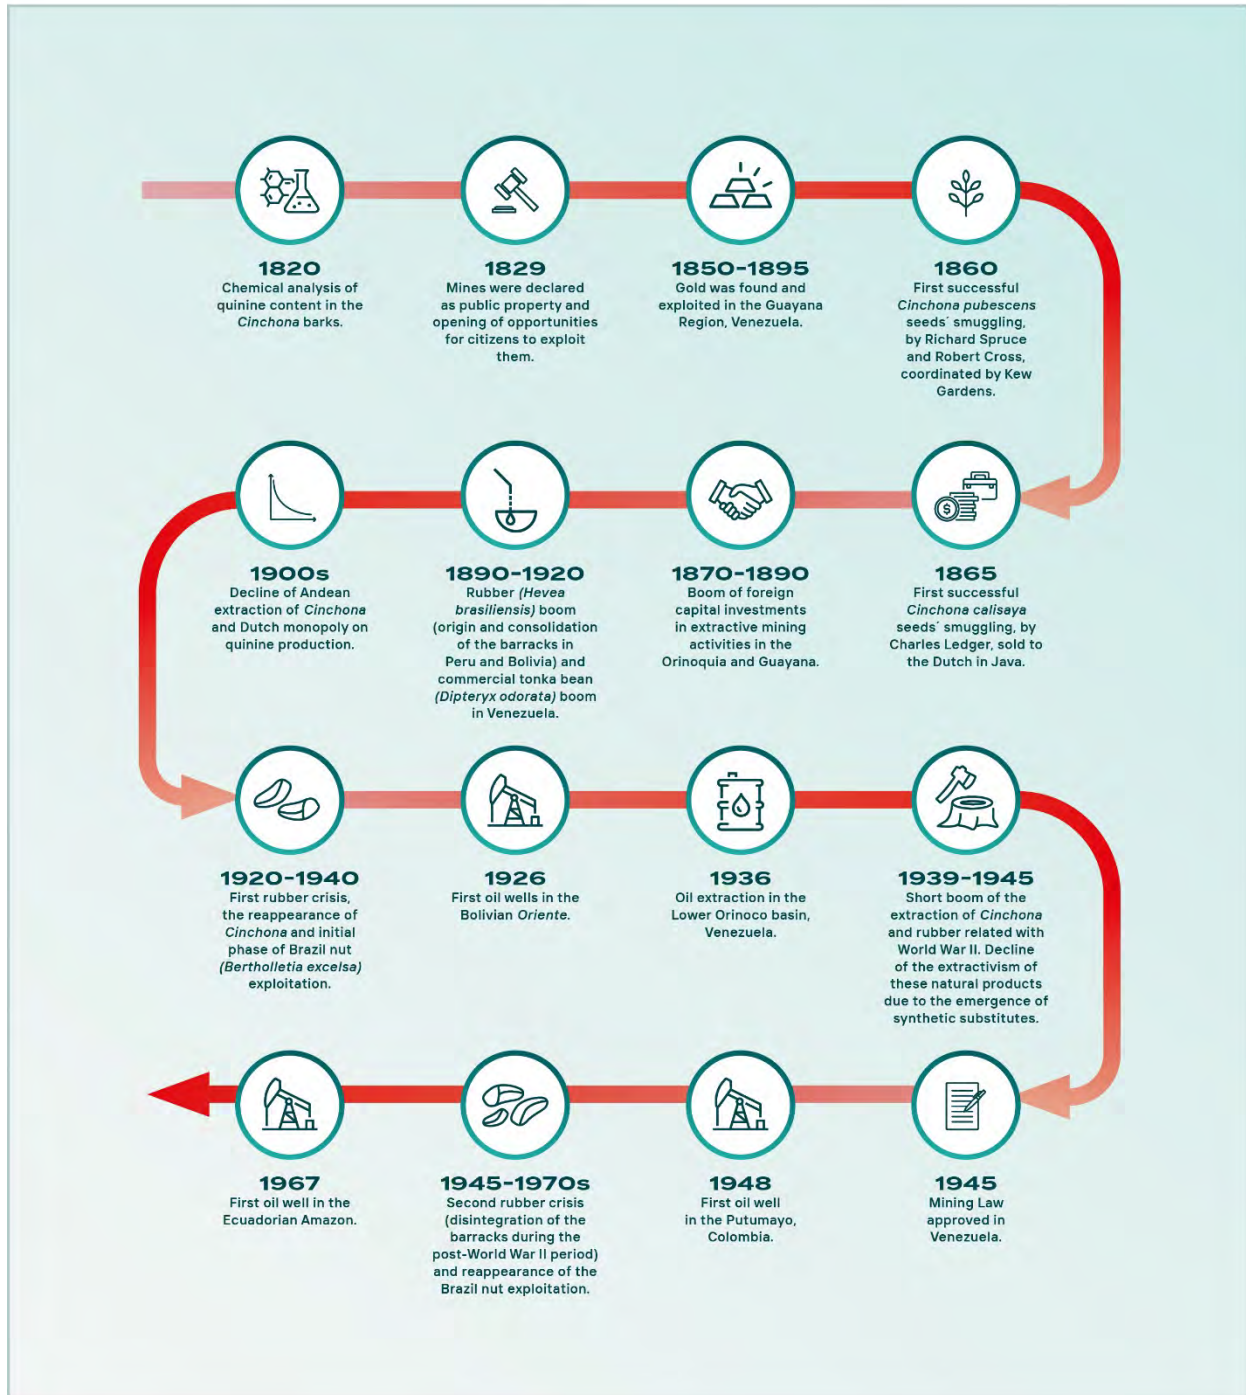 1820
Chemical analysis of
quinine content in the
Cinchona barks.
1829
Mines were declared
as public property and
opening of opportunities
for citizens to exploit
them.
1850-1895
Gold was found and
exploited in the Guayana
Region, Venezuela.
1860
First successful
Cinchona pubescens
seeds´ smuggling,
by Richard Spruce
and Robert Cross,
coordinated by Kew
Gardens.
$
1865
First successful
Cinchona calisaya
seeds´ smuggling, by
Charles Ledger, sold to
the Dutch in Java.
1870-1890
Boom of foreign
capital investments
in extractive mining
activities in the
Orinoquia and Guayana.
1890-1920
Rubber (Hevea
brasiliensis) boom
(origin and consolidation
of the barracks in
Peru and Bolivia) and
commercial tonka bean
(Dipteryx odorata) boom
in Venezuela.
1900s
Decline of Andean
extraction of Cinchona
and Dutch monopoly on
quinine production.
1920-1940
First rubber crisis,
the reappearance of
Cinchona and initial
phase of Brazil nut
(Bertholletia excelsa)
exploitation.
1926
First oil wells in the
Bolivian Oriente.
1936
Oil extraction in the
Lower Orinoco basin,
Venezuela.
1939-1945
Short boom of the
extraction of Cinchona
and rubber related with
World War II. Decline
of the extractivism of
these natural products
due to the emergence of
synthetic substitutes.
1945
Mining Law
approved in
Venezuela.
1948
First oil well
in the Putumayo,
Colombia.
1945-1970s
Second rubber crisis
(disintegration of the
barracks during the
post-World War II period)
and reappearance of the
Brazil nut exploitation.
1967
First oil well in the
Ecuadorian Amazon.